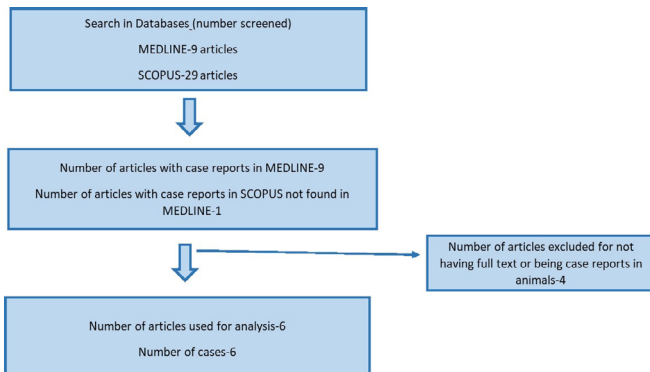 Search in Databases (number screened)
MEDLINE-9 articles
SCOPUS-29 articles
Number of articles with case reports in MEDLINE-9
Number of articles with case reports in SCOPUS not found in
MEDLINE-1
Number of articles excluded for not
having full text or being case reports in
animals-4
Number of articles used for analysis-6
Number of cases-6